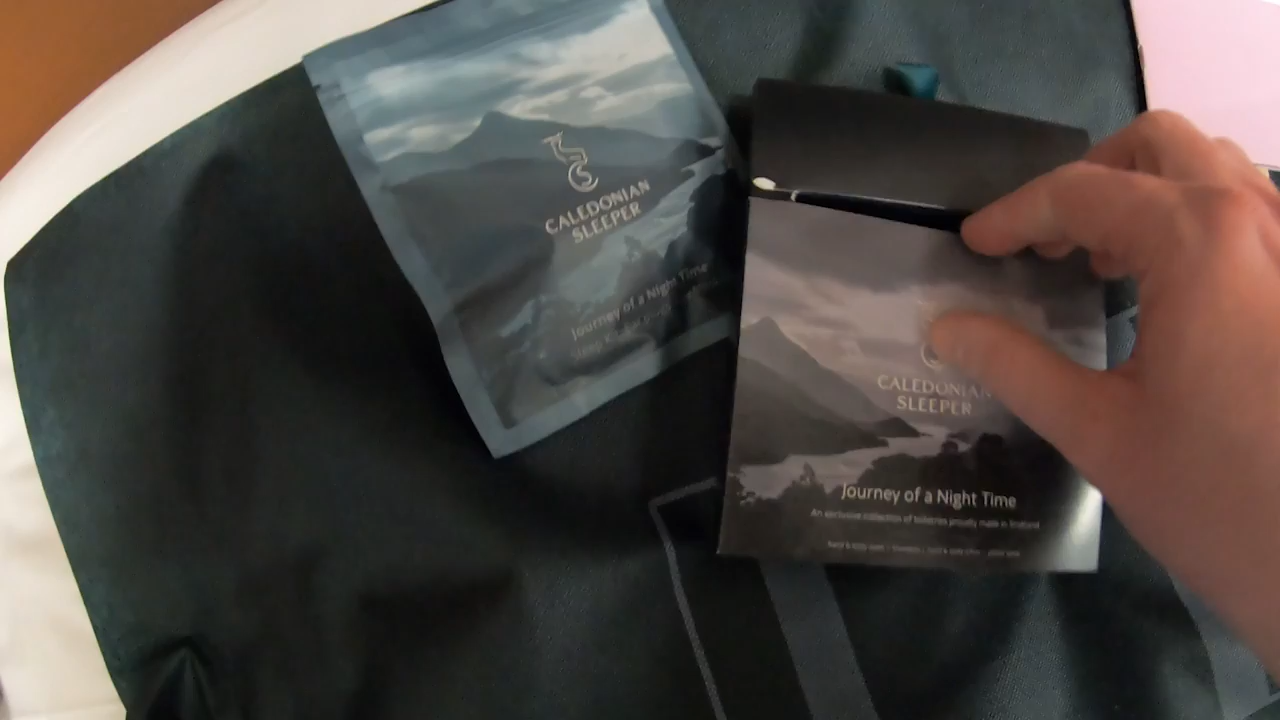 CALEDONIAN
SLEEPER
Journey of a Night Time
CALEDONIAN
SLEEPER
Journey of a Night Time
An exclusive collection of toiletries proudly made in Scotland